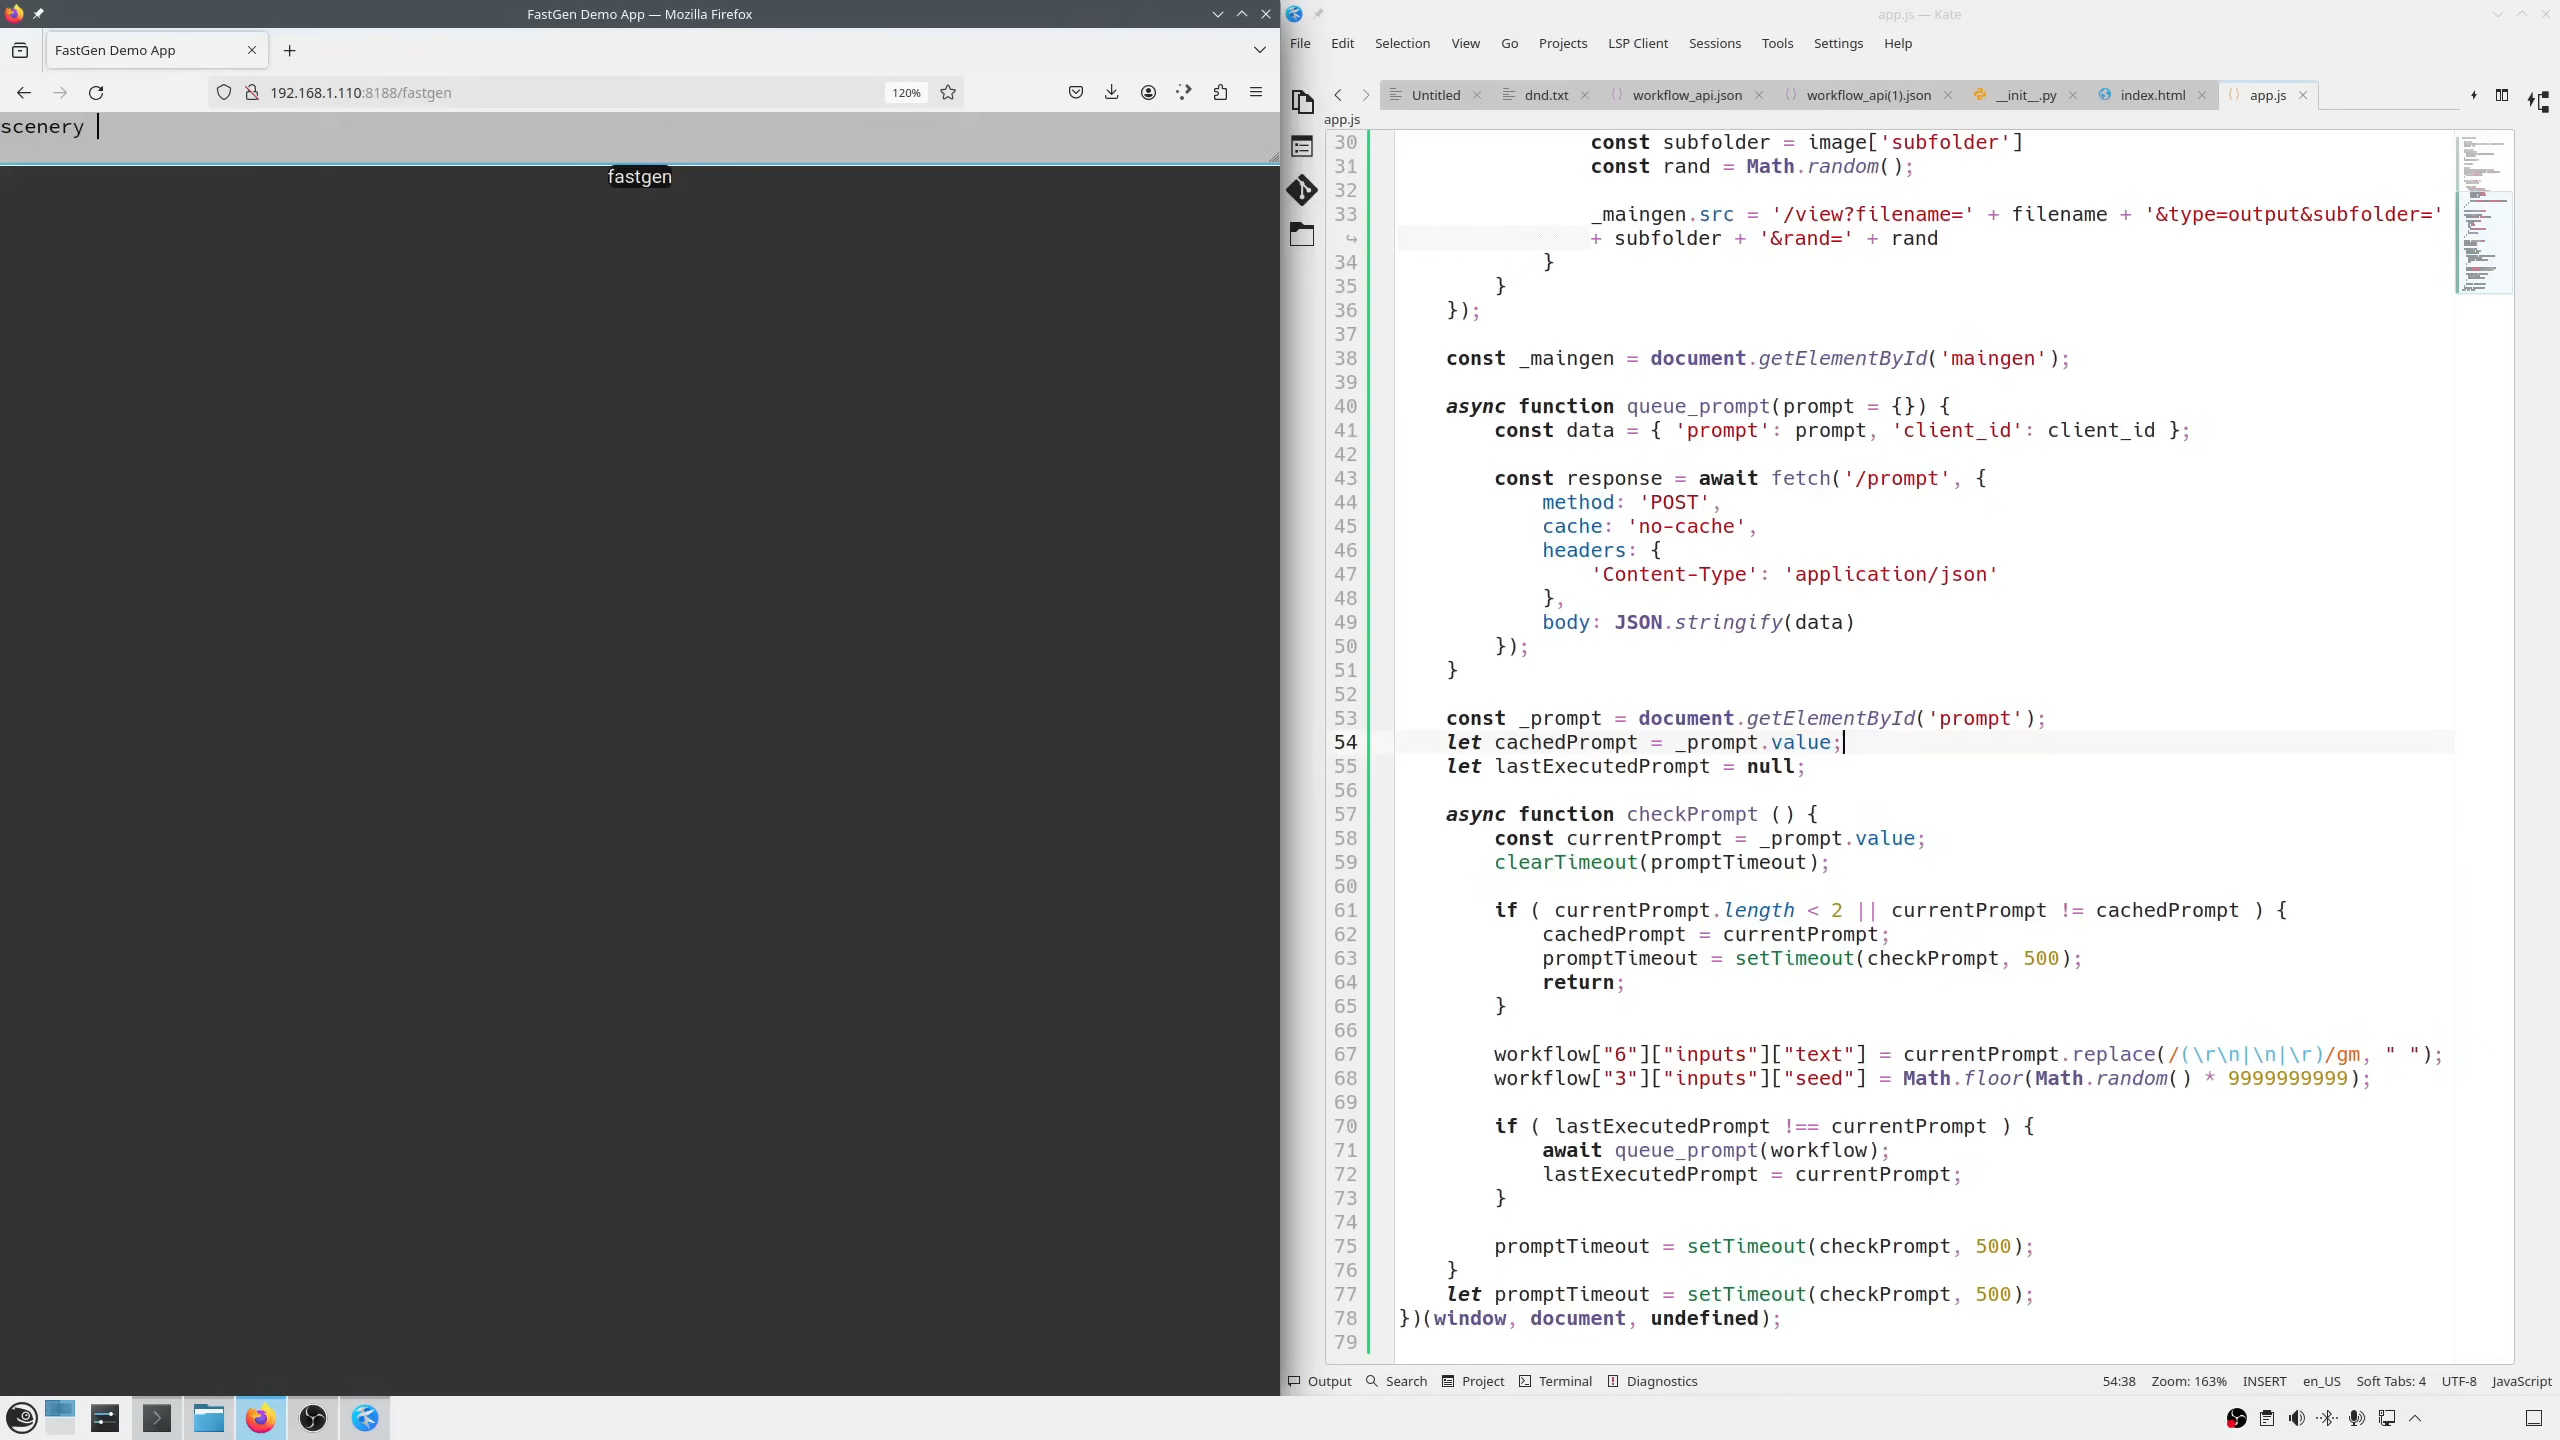 FastGen Demo App — Mozilla Firefox
FastGen Demo App
192.168.1.110:8188/fastgen
120%
scenery
fastgen
app.js — Kate
File Edit Selection View Go Projects LSP Client Sessions Tools Settings Help
Untitled dnd.txt workflow_api.json workflow_api(1).json __init__.py index.html app.js
app.js
30 const subfolder = image['subfolder']
31 const rand = Math.random();
32
33 _maingen.src = '/view?filename=' + filename + '&type=output&subfolder='
+ subfolder + '&rand=' + rand
34 }
35 }
36 });
37
38 const _maingen = document.getElementById('maingen');
39
40 async function queue_prompt(prompt = {}) {
41 const data = { 'prompt': prompt, 'client_id': client_id };
42
43 const response = await fetch('/prompt', {
44 method: 'POST',
45 cache: 'no-cache',
46 headers: {
47 'Content-Type': 'application/json'
48 },
49 body: JSON.stringify(data)
50 });
51 }
52
53 const _prompt = document.getElementById('prompt');
54 let cachedPrompt = _prompt.value;
55 let lastExecutedPrompt = null;
56
57 async function checkPrompt () {
58 const currentPrompt = _prompt.value;
59 clearTimeout(promptTimeout);
60
61 if ( currentPrompt.length < 2 || currentPrompt != cachedPrompt ) {
62 cachedPrompt = currentPrompt;
63 promptTimeout = setTimeout(checkPrompt, 500);
64 return;
65 }
66
67 workflow["6"]["inputs"]["text"] = currentPrompt.replace(/(\r\n|\n|\r)/gm, " ");
68 workflow["3"]["inputs"]["seed"] = Math.floor(Math.random() * 9999999999);
69
70 if ( lastExecutedPrompt !== currentPrompt ) {
71 await queue_prompt(workflow);
72 lastExecutedPrompt = currentPrompt;
73 }
74
75 promptTimeout = setTimeout(checkPrompt, 500);
76 }
77 let promptTimeout = setTimeout(checkPrompt, 500);
78 })(window, document, undefined);
79
Output Search Project Terminal Diagnostics
54:38 Zoom: 163% INSERT en_US Soft Tabs: 4 UTF-8 JavaScript